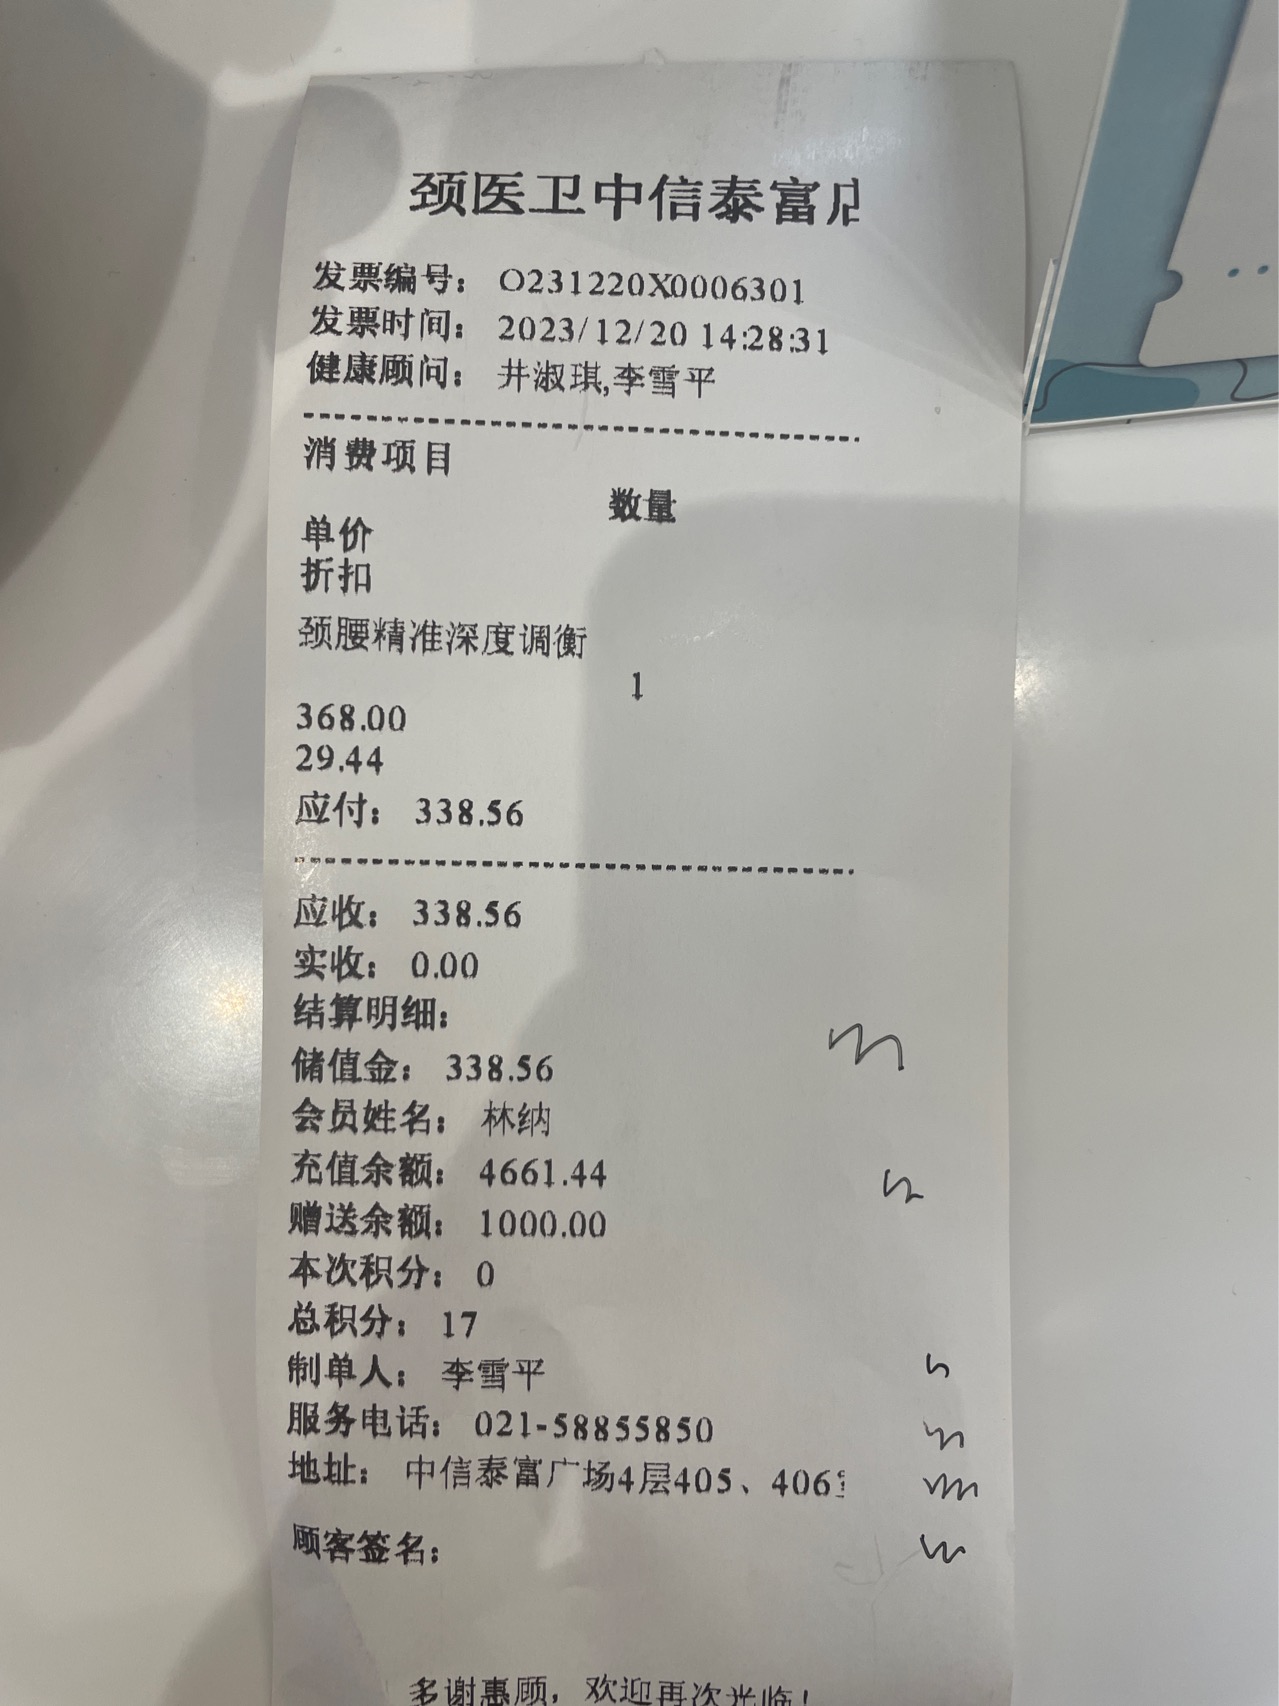 颈医卫中信泰富店
发票编号： O231220X0006301
发票时间： 2023/12/20 14:28:31
健康顾问： 井淑琪,李雪平
消费项目
数量
单价
折扣
颈腰精准深度调衡
1
368.00
29.44
应付： 338.56
应收： 338.56
实收： 0.00
结算明细：
储值金： 338.56
会员姓名： 林纳
充值余额： 4661.44
赠送余额： 1000.00
本次积分： 0
总积分： 17
制单人： 李雪平
服务电话： 021-58855850
地址： 中信泰富广场4层405、406
顾客签名：
多谢惠顾，欢迎再次光临！